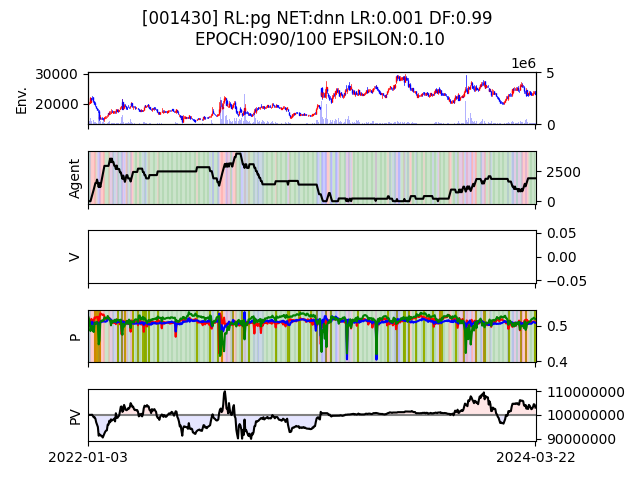 [001430] RL:pg NET:dnn LR:0.001 DF:0.99
EPOCH:090/100 EPSILON:0.10
1e6
Env.
30000
20000
5
0
Agent
2500
0
V
0.05
0.00
−0.05
P
0.5
0.4
PV
110000000
100000000
90000000
2022-01-03
2024-03-22